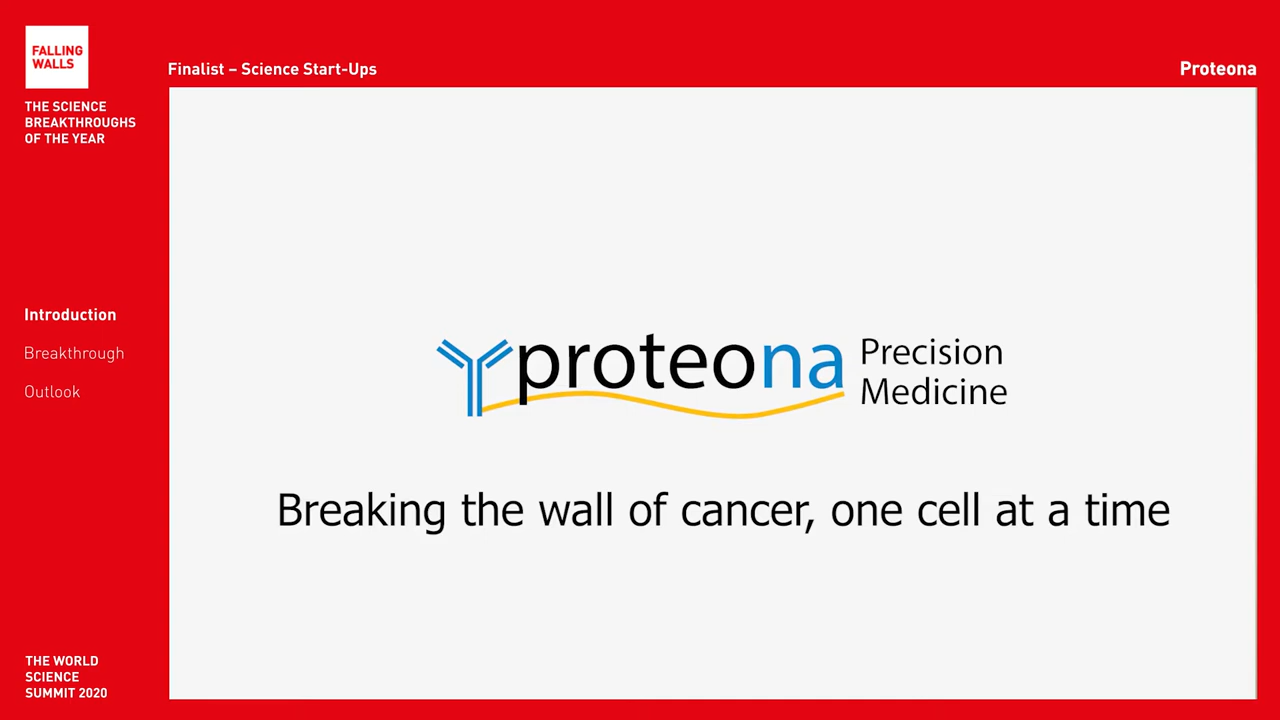 FALLING
WALLS
THE SCIENCE
BREAKTHROUGHS
OF THE YEAR
Finalist – Science Start-Ups
Proteona
Introduction
Breakthrough
Outlook
proteona
Precision
Medicine
Breaking the wall of cancer, one cell at a time
THE WORLD
SCIENCE
SUMMIT 2020